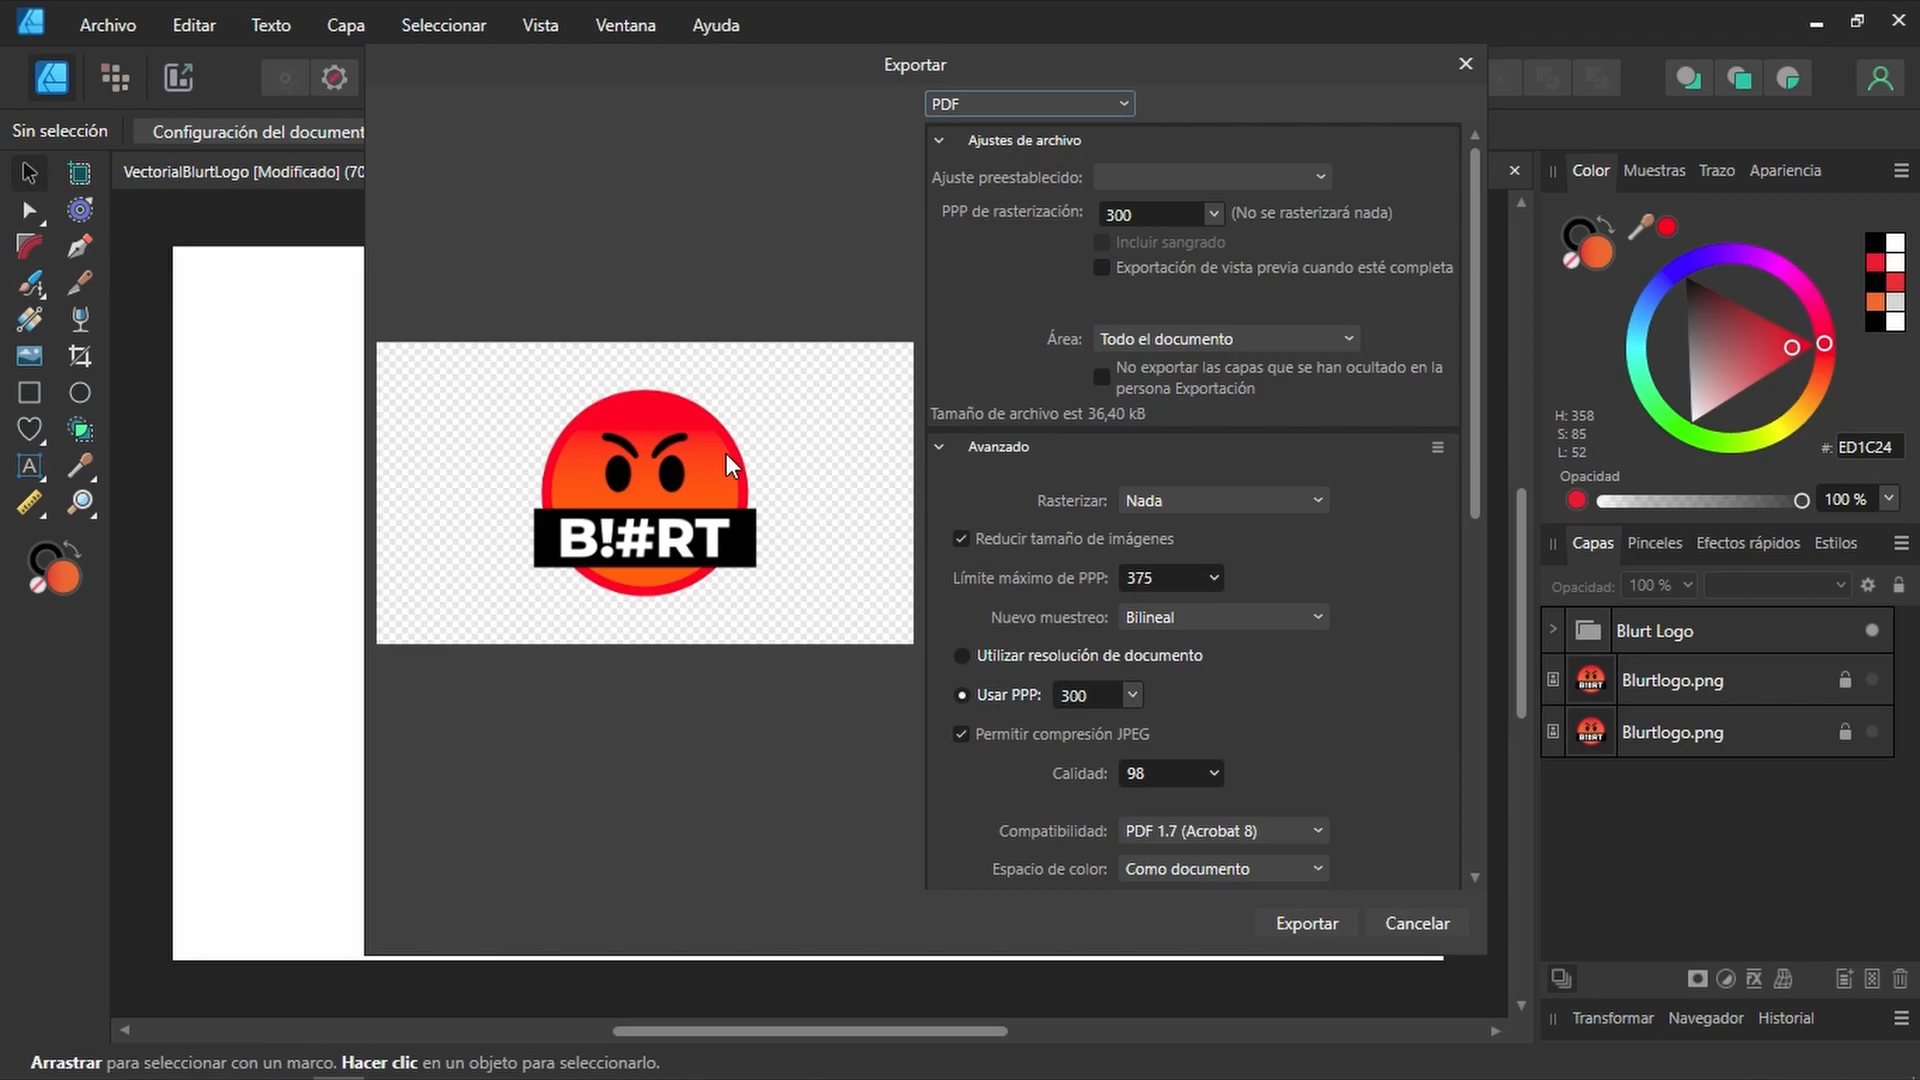 Archivo Editar Texto Capa Seleccionar Vista Ventana Ayuda
Exportar
PDF
Sin selección Configuración del document
VectorialBlurtLogo [Modificado] (70
Ajustes de archivo
Ajuste preestablecido:
PPP de rasterización: 300 (No se rasterizará nada)
Incluir sangrado
Exportación de vista previa cuando esté completa
Área: Todo el documento
No exportar las capas que se han ocultado en la
persona Exportación
Tamaño de archivo est 36,40 kB
Avanzado
Rasterizar: Nada
Reducir tamaño de imágenes
Límite máximo de PPP: 375
Nuevo muestreo: Bilineal
Utilizar resolución de documento
Usar PPP: 300
Permitir compresión JPEG
Calidad: 98
Compatibilidad: PDF 1.7 (Acrobat 8)
Espacio de color: Como documento
Exportar Cancelar
B!#RT
Color Muestras Trazo Apariencia
H: 358
S: 85
L: 52
#: ED1C24
Opacidad
100 %
Capas Pinceles Efectos rápidos Estilos
Opacidad: 100 %
Blurt Logo
B!#RT
Blurtlogo.png
B!#RT
Blurtlogo.png
Transformar Navegador Historial
Arrastrar para seleccionar con un marco. Hacer clic en un objeto para seleccionarlo.